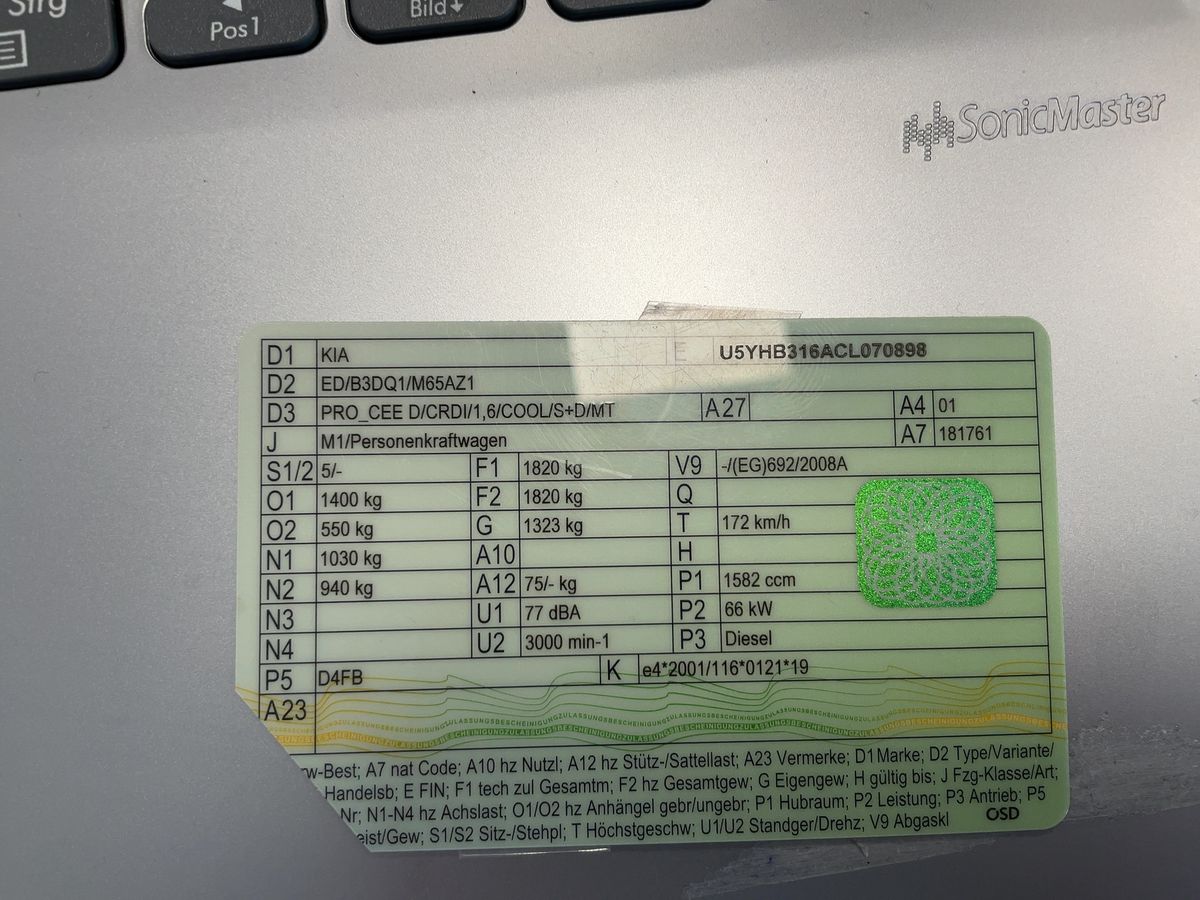 Strg
Pos1
Bild
SonicMaster
D1 KIA E U5YHB316ACL070898
D2 ED/B3DQ1/M65AZ1
D3 PRO_CEE D/CRDI/1,6/COOL/S+D/MT A27 A4 01
J M1/Personenkraftwagen A7 181761
S1/2 5/- F1 1820 kg V9 -/(EG)692/2008A
O1 1400 kg F2 1820 kg Q
O2 550 kg G 1323 kg T 172 km/h
N1 1030 kg A10 H
N2 940 kg A12 75/- kg P1 1582 ccm
N3 U1 77 dBA P2 66 kW
N4 U2 3000 min-1 P3 Diesel
P5 D4FB K e4*2001/116*0121*19
A23
ZULASSUNGSBESCHEINIGUNGZULASSUNGSBESCHEINIGUNGZULASSUNGSBESCHEINIGUNG
rw-Best; A7 nat Code; A10 hz Nutzl; A12 hz Stütz-/Sattellast; A23 Vermerke; D1 Marke; D2 Type/Variante/
Handelsb; E FIN; F1 tech zul Gesamtm; F2 hz Gesamtgew; G Eigengew; H gültig bis; J Fzg-Klasse/Art;
Nr; N1-N4 hz Achslast; O1/O2 hz Anhängel gebr/ungebr; P1 Hubraum; P2 Leistung; P3 Antrieb; P5
eist/Gew; S1/S2 Sitz-/Stehpl; T Höchstgeschw; U1/U2 Standger/Drehz; V9 Abgaskl OSD